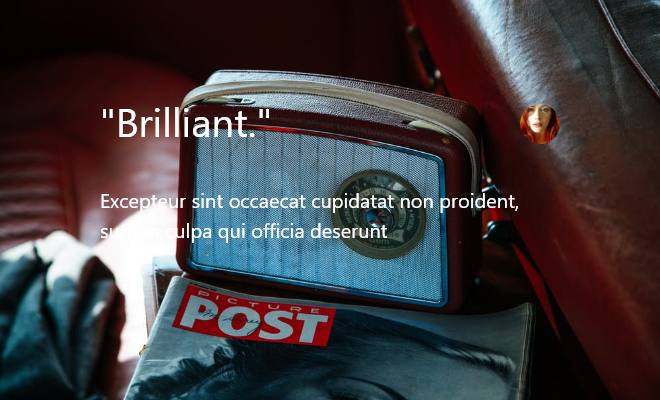 "Brilliant."
Excepteur sint occaecat cupidatat non proident,
sunt in culpa qui officia deserunt
PICTURE
POST